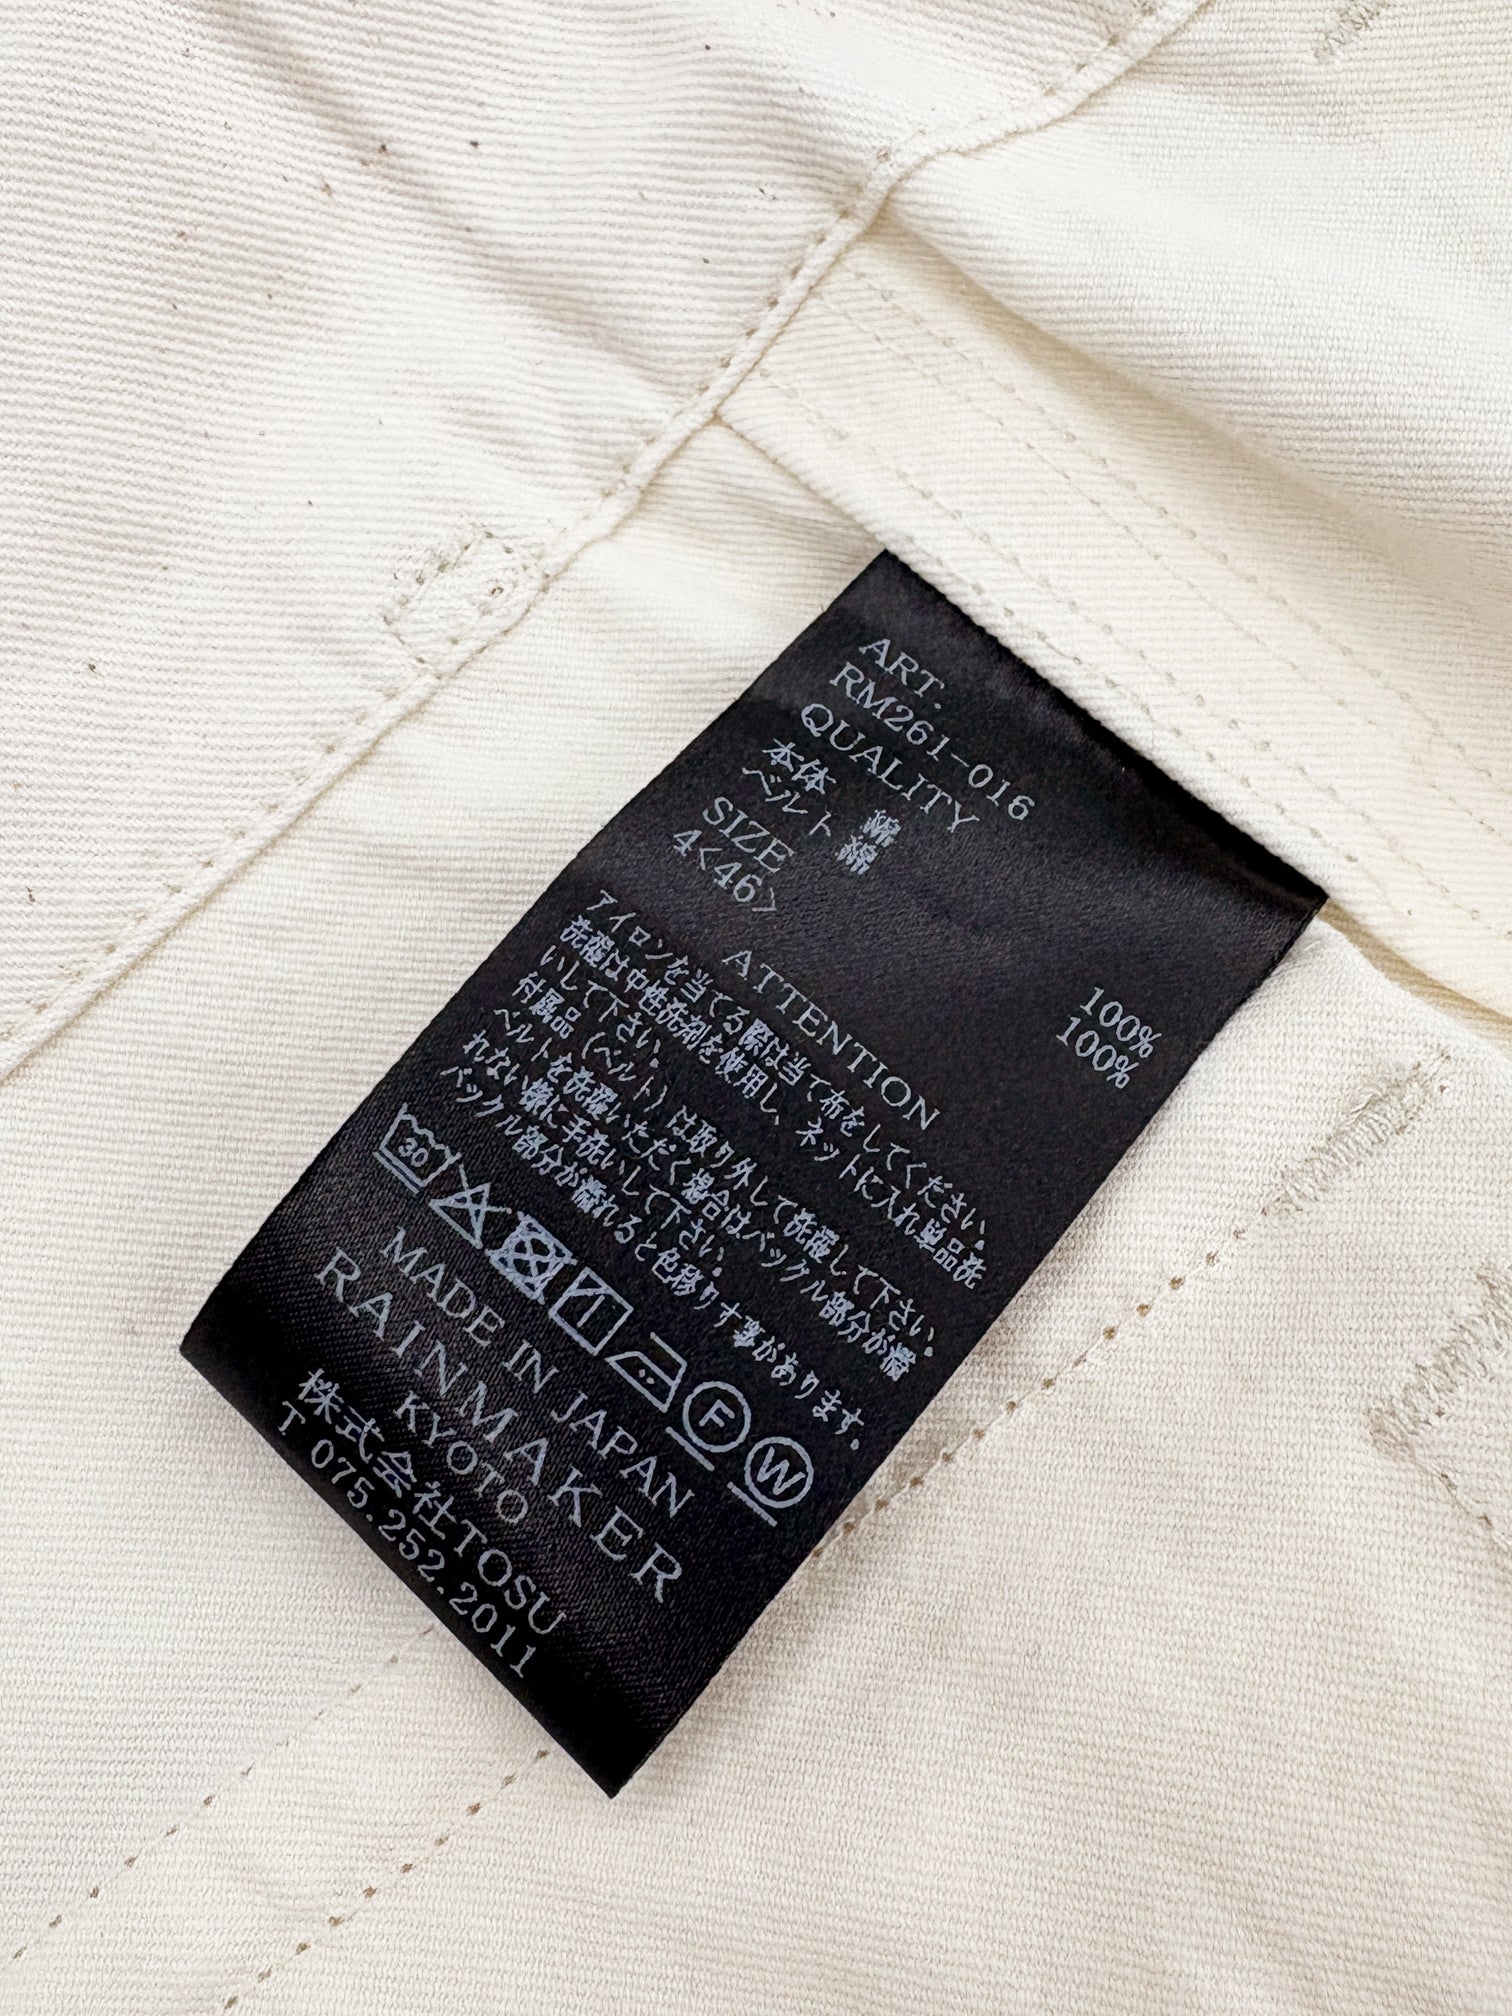 ART.
RM261-016
QUALITY
本体 綿 100%
ベルト 綿 100%
SIZE
4<46>
ATTENTION
アイロンを当てる際は当て布をしてください。
洗濯は中性洗剤を使用し、ネットに入れ単品洗
いして下さい。
付属品（ベルト）は取り外して洗濯して下さい。
ベルトを洗濯いただく場合はバックル部分が濡
れない様に手洗いして下さい。
バックル部分が濡れると色移りす事があります。
30 F W
MADE IN JAPAN
RAINMAKER
KYOTO
株式会社TOSU
T 075.252.2011